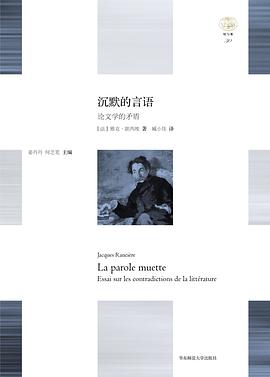 沉默的言语
论文学的矛盾
[法] 雅克·朗西埃 著 臧小佳 译
姜丹丹 何乏笔 主编
Jacques Rancière
La parole muette
Essai sur les contradictions de la littérature
华东师范大学出版社